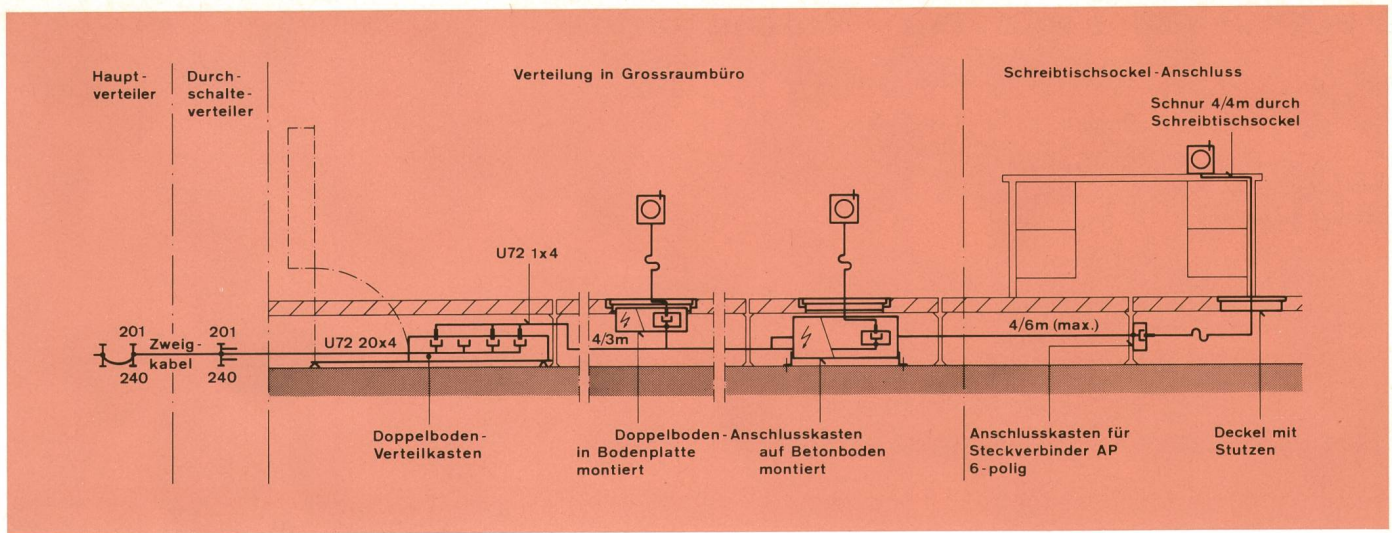 Haupt-
verteiler
Durch-
schalte-
verteiler
Verteilung in Grossraumbüro
Schreibtischsockel-Anschluss
Schnur 4/4m durch
Schreibtischsockel
U72 1x4
201
Zweig-
kabel
240
201
240
U72 20x4
4/3m
4/6m (max.)
Doppelboden-
Verteilkasten
Doppelboden-Anschlusskasten
in Bodenplatte
montiert
auf Betonboden
montiert
Anschlusskasten für
Steckverbinder AP
6-polig
Deckel mit
Stutzen